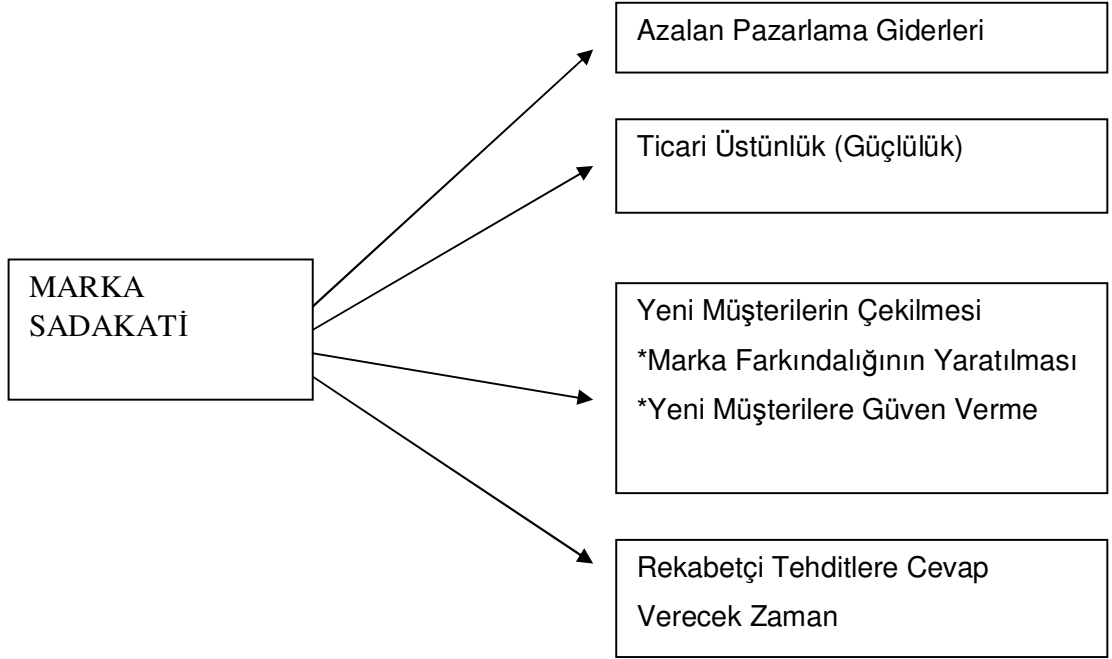 Azalan Pazarlama Giderleri
Ticari Üstünlük (Güçlülük)
MARKA
SADAKATİ
Yeni Müşterilerin Çekilmesi
*Marka Farkındalığının Yaratılması
*Yeni Müşterilere Güven Verme
Rekabetçi Tehditlere Cevap
Verecek Zaman